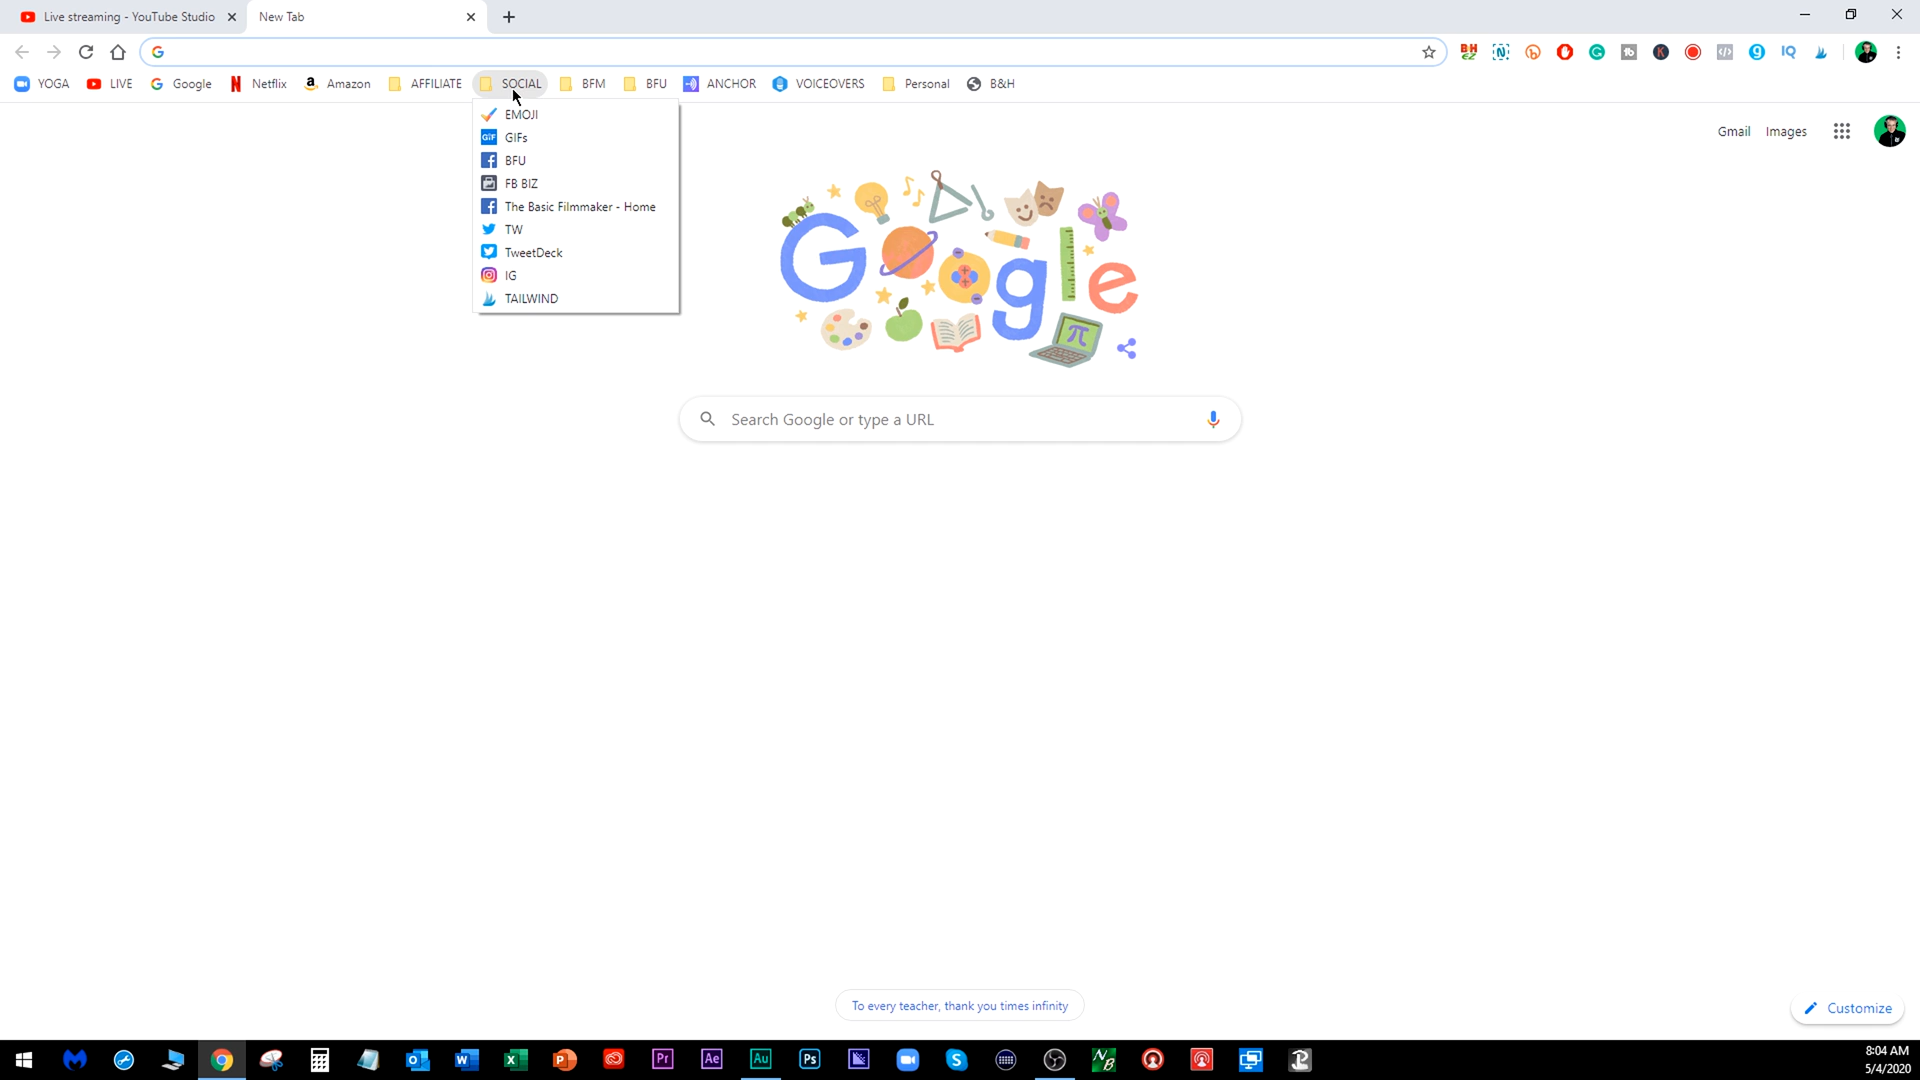 Live streaming - YouTube Studio
New Tab
YOGA
LIVE
Google
Netflix
Amazon
AFFILIATE
SOCIAL
BFM
BFU
ANCHOR
VOICEOVERS
Personal
B&H
EMOJI
GIFs
BFU
FB BIZ
The Basic Filmmaker - Home
TW
TweetDeck
IG
TAILWIND
Gmail
Images
Google
Search Google or type a URL
To every teacher, thank you times infinity
Customize
8:04 AM
5/4/2020